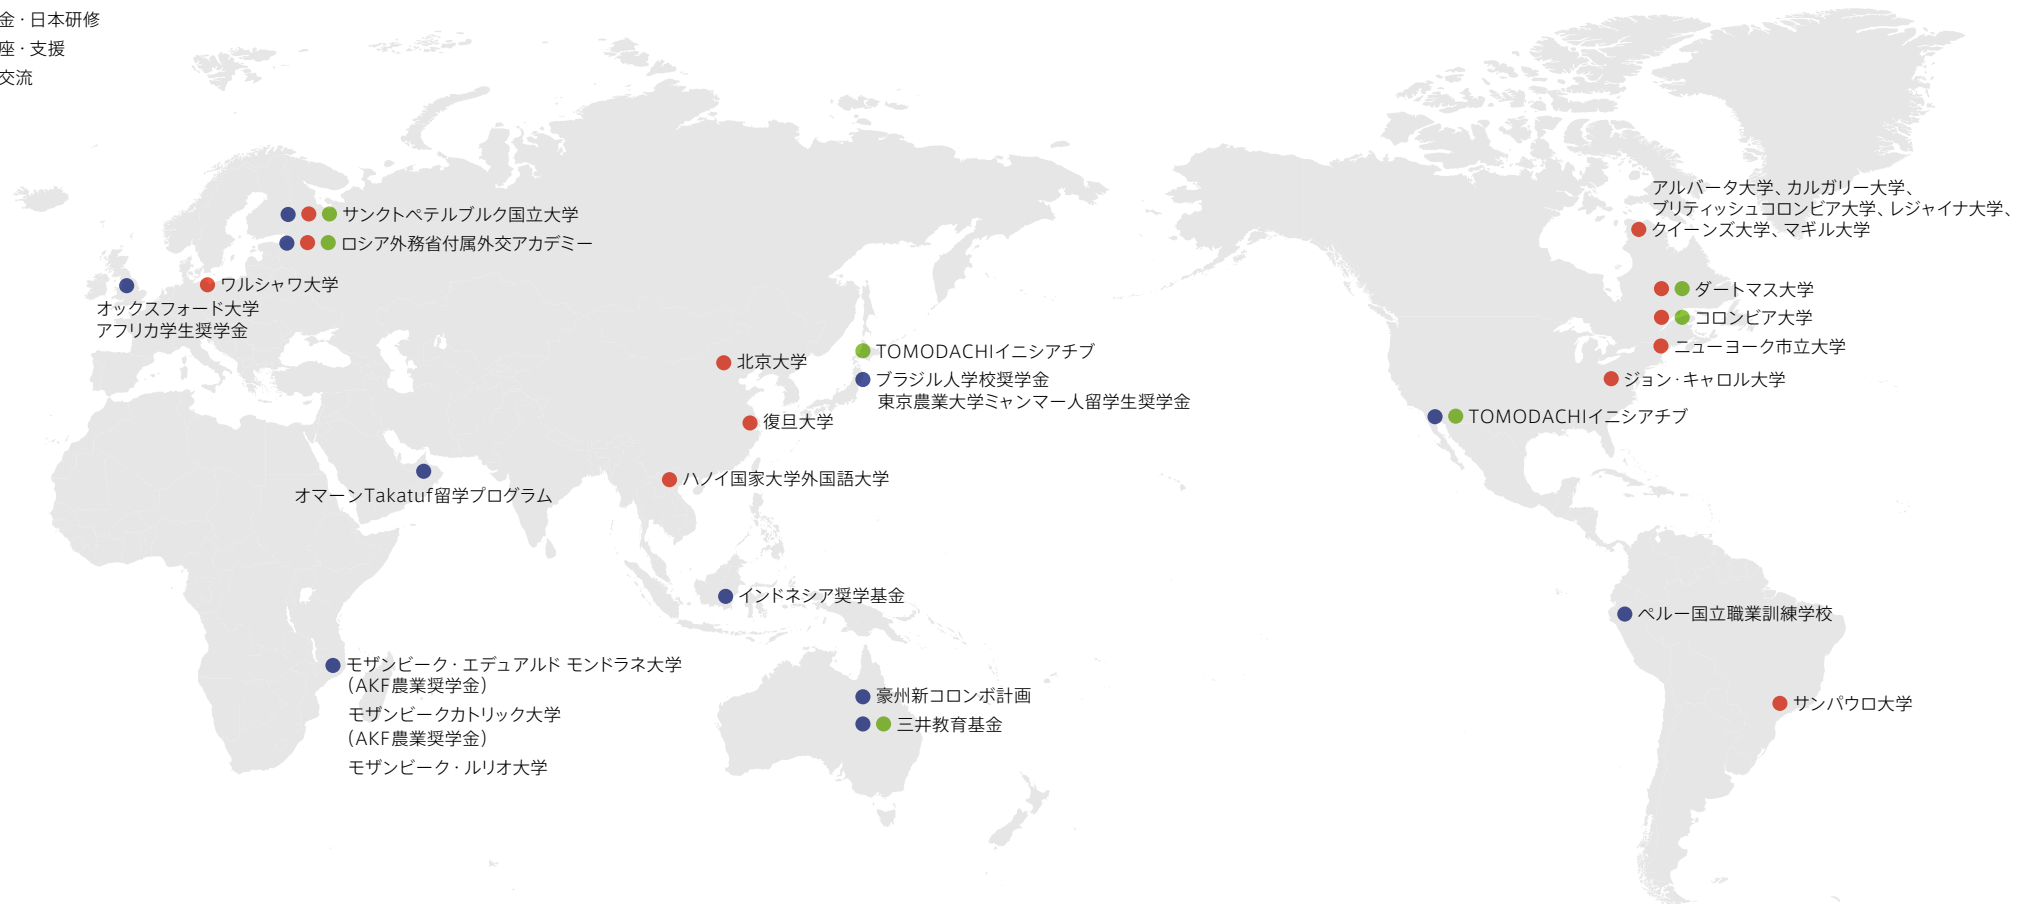 金・日本研修
座・支援
交流
サンクトペテルブルク国立大学
ロシア外務省付属外交アカデミー
ワルシャワ大学
オックスフォード大学
アフリカ学生奨学金
北京大学
TOMODACHIイニシアチブ
ブラジル人学校奨学金
東京農業大学ミャンマー人留学生奨学金
復旦大学
ハノイ国家大学外国語大学
オマーンTakatuf留学プログラム
インドネシア奨学基金
モザンビーク・エデュアルド モンドラネ大学
(AKF農業奨学金)
モザンビークカトリック大学
(AKF農業奨学金)
モザンビーク・ルリオ大学
豪州新コロンボ計画
三井教育基金
アルバータ大学、カルガリー大学、
ブリティッシュコロンビア大学、レジャイナ大学、
クイーンズ大学、マギル大学
ダートマス大学
コロンビア大学
ニューヨーク市立大学
ジョン・キャロル大学
TOMODACHIイニシアチブ
ペルー国立職業訓練学校
サンパウロ大学